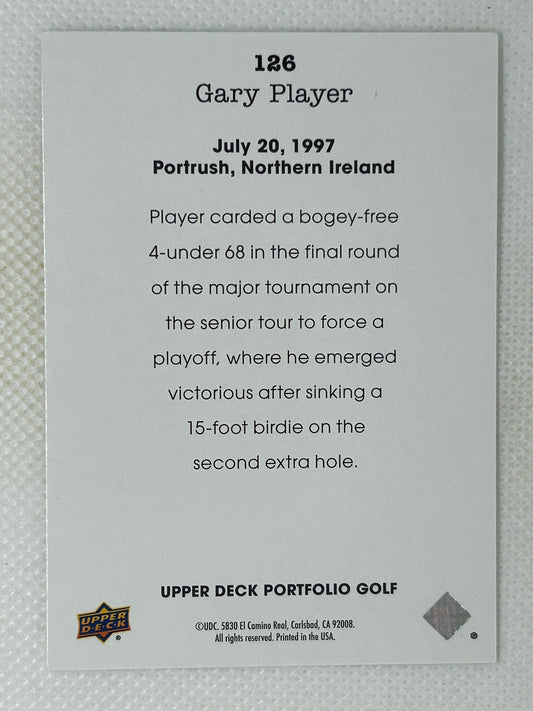 126
Gary Player
July 20, 1997
Portrush, Northern Ireland
Player carded a bogey-free
4-under 68 in the final round
of the major tournament on
the senior tour to force a
playoff, where he emerged
victorious after sinking a
15-foot birdie on the
second extra hole.
UPPER DECK PORTFOLIO GOLF
UPPER
D·E·C·K
®
©UDC. 5830 El Camino Real, Carlsbad, CA 92008.
All rights reserved. Printed in the USA.
®